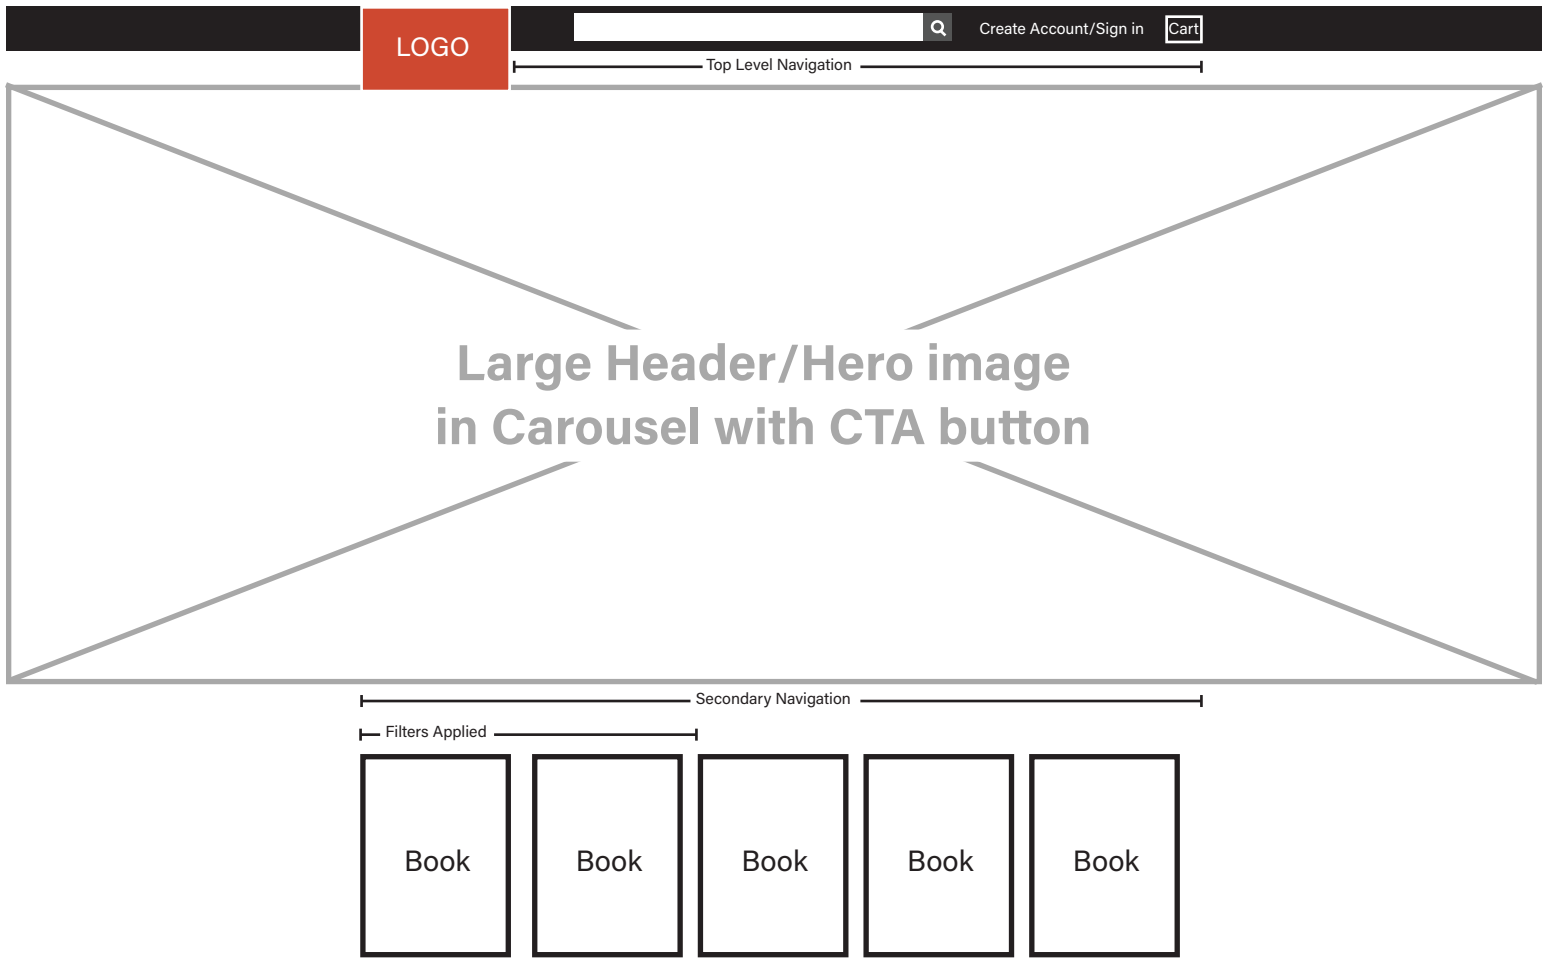 LOGO
Create Account/Sign in
Cart
Top Level Navigation
Large Header/Hero image
in Carousel with CTA button
Secondary Navigation
Filters Applied
Book
Book
Book
Book
Book